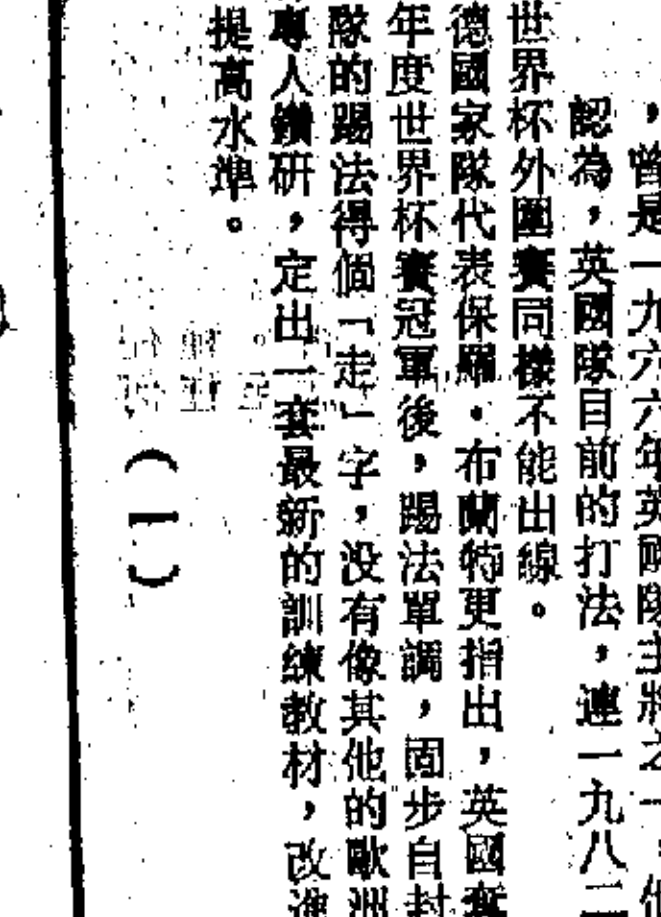 ，曾是一九六六年英國隊主將之一，他
認為，英國隊目前的打法，連一九八二
世界杯外圍賽同樣不能出線。
德國家隊代表保羅·布蘭特更指出，英國奪
年度世界杯賽冠軍後，踢法單調，固步自封
隊的踢法得個「走」字，没有像其他的歐洲
專人鑽研，定出一套最新的訓練教材，改進
提高水準。
（一）